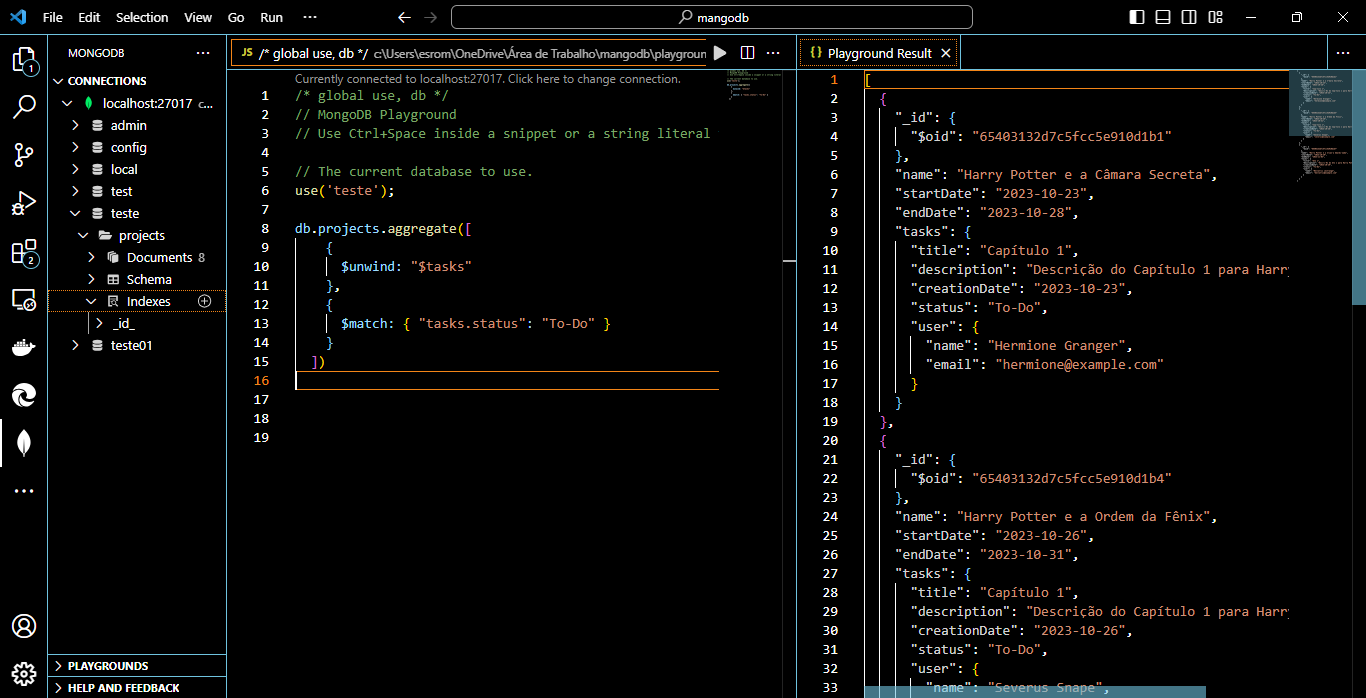 File Edit Selection View Go Run ··· mangodb
1
2
MONGODB ···
CONNECTIONS
localhost:27017 c...
admin
config
local
test
teste
projects
Documents 8
Schema
Indexes
_id_
teste01
PLAYGROUNDS
HELP AND FEEDBACK
JS /* global use, db */ c:\Users\esrom\OneDrive\Área de Trabalho\mangodb\playgroun ···
Currently connected to localhost:27017. Click here to change connection.
1 /* global use, db */
2 // MongoDB Playground
3 // Use Ctrl+Space inside a snippet or a string literal
4
5 // The current database to use.
6 use('teste');
7
8 db.projects.aggregate([
9 {
10 $unwind: "$tasks"
11 },
12 {
13 $match: { "tasks.status": "To-Do" }
14 }
15 ])
16
17
18
19
{} Playground Result ···
1 [
2 {
3 "_id": {
4 "$oid": "65403132d7c5fcc5e910d1b1"
5 },
6 "name": "Harry Potter e a Câmara Secreta",
7 "startDate": "2023-10-23",
8 "endDate": "2023-10-28",
9 "tasks": {
10 "title": "Capítulo 1",
11 "description": "Descrição do Capítulo 1 para Harr
12 "creationDate": "2023-10-23",
13 "status": "To-Do",
14 "user": {
15 "name": "Hermione Granger",
16 "email": "hermione@example.com"
17 }
18 }
19 },
20 {
21 "_id": {
22 "$oid": "65403132d7c5fcc5e910d1b4"
23 },
24 "name": "Harry Potter e a Ordem da Fênix",
25 "startDate": "2023-10-26",
26 "endDate": "2023-10-31",
27 "tasks": {
28 "title": "Capítulo 1",
29 "description": "Descrição do Capítulo 1 para Harr
30 "creationDate": "2023-10-26",
31 "status": "To-Do",
32 "user": {
33 "name": "Severus Snape",